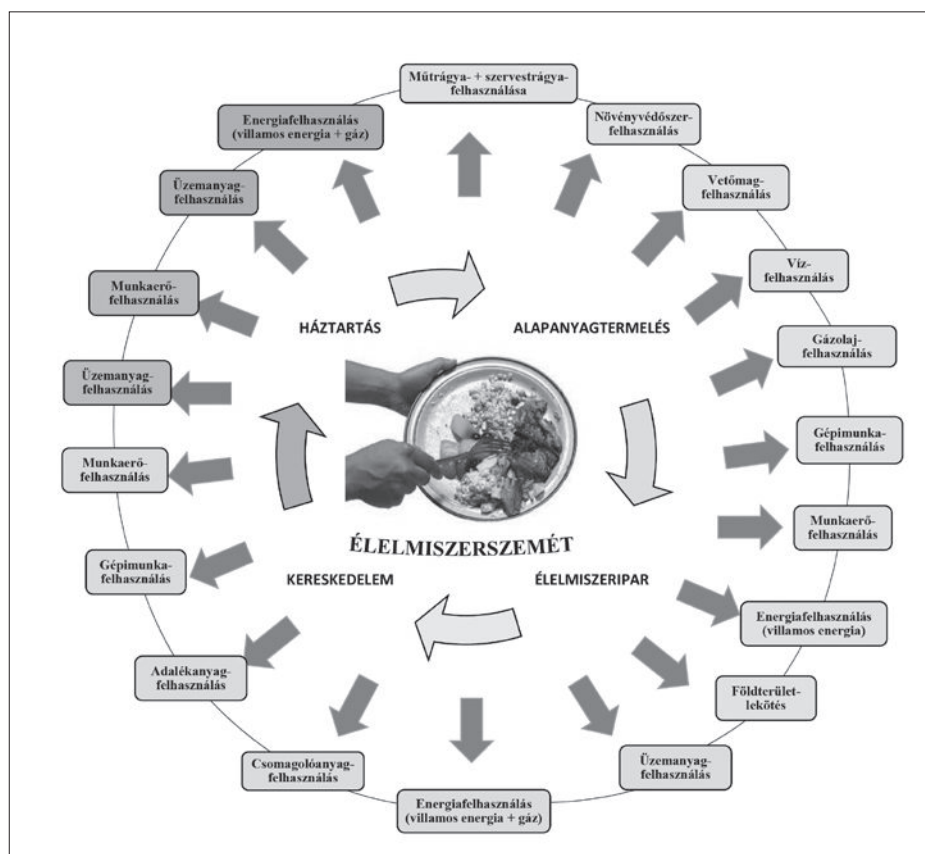 Műtrágya- + szervestrágya-
felhasználása
Növényvédőszer-
felhasználás
Vetőmag-
felhasználás
Víz-
felhasználás
Gázolaj-
felhasználás
Gépimunka-
felhasználás
Munkaerő-
felhasználás
Energiafelhasználás
(villamos energia)
Földterület-
lekötés
Üzemanyag-
felhasználás
Energiafelhasználás
(villamos energia + gáz)
Csomagolóanyag-
felhasználás
Adalékanyag-
felhasználás
Gépimunka-
felhasználás
Munkaerő-
felhasználás
Üzemanyag-
felhasználás
Munkaerő-
felhasználás
Üzemanyag-
felhasználás
Energiafelhasználás
(villamos energia + gáz)
HÁZTARTÁS
ALAPANYAGTERMELÉS
ÉLELMISZERSZEMÉT
KERESKEDELEM
ÉLELMISZERIPAR